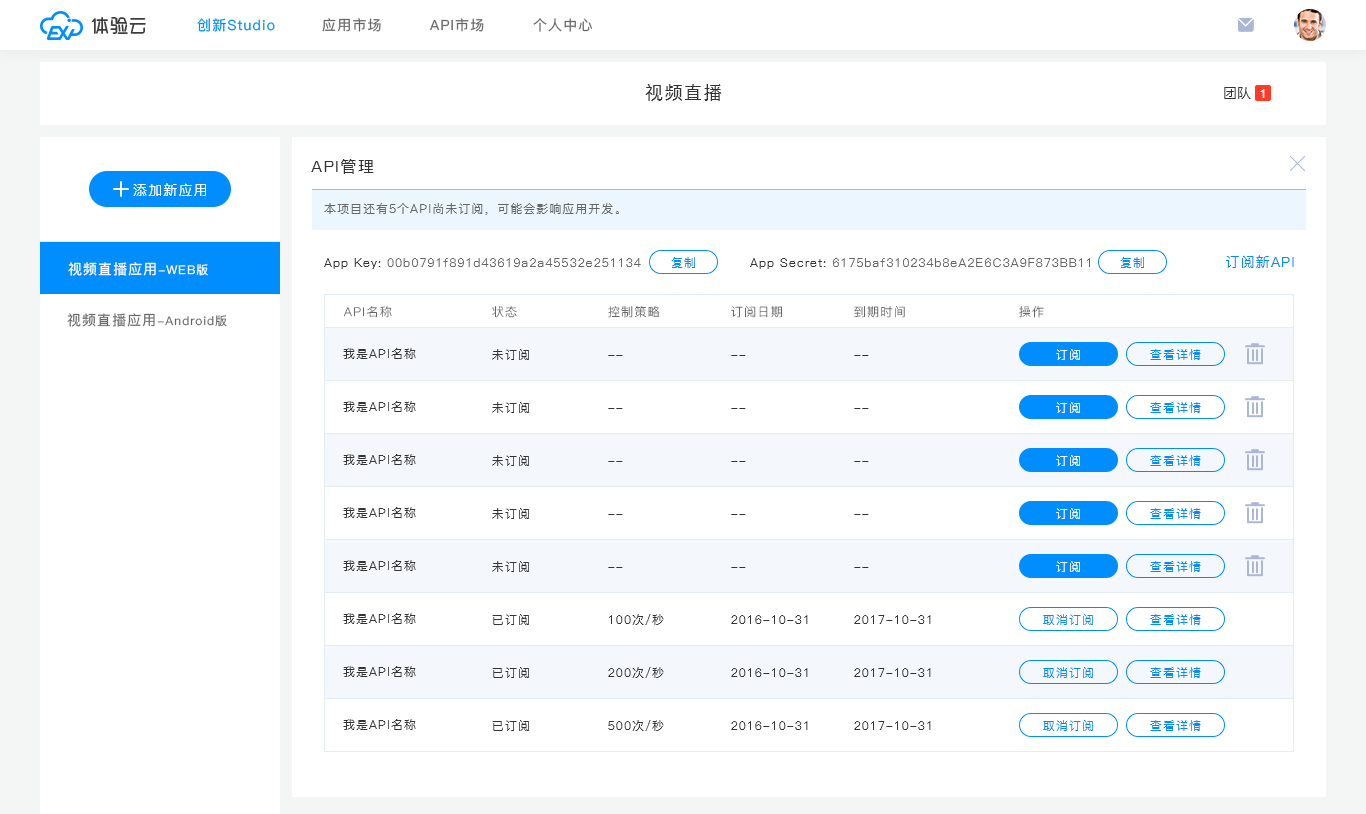 EXP 体验云 创新Studio 应用市场 API市场 个人中心
视频直播 团队 1
添加新应用
视频直播应用-WEB版
视频直播应用-Android版
API管理
本项目还有5个API尚未订阅，可能会影响应用开发。
App Key: 00b0791f891d43619a2a45532e251134 复制 App Secret: 6175baf310234b8eA2E6C3A9F873BB11 复制 订阅新API
API名称 状态 控制策略 订阅日期 到期时间 操作
我是API名称 未订阅 -- -- -- 订阅 查看详情
我是API名称 未订阅 -- -- -- 订阅 查看详情
我是API名称 未订阅 -- -- -- 订阅 查看详情
我是API名称 未订阅 -- -- -- 订阅 查看详情
我是API名称 未订阅 -- -- -- 订阅 查看详情
我是API名称 已订阅 100次/秒 2016-10-31 2017-10-31 取消订阅 查看详情
我是API名称 已订阅 200次/秒 2016-10-31 2017-10-31 取消订阅 查看详情
我是API名称 已订阅 500次/秒 2016-10-31 2017-10-31 取消订阅 查看详情